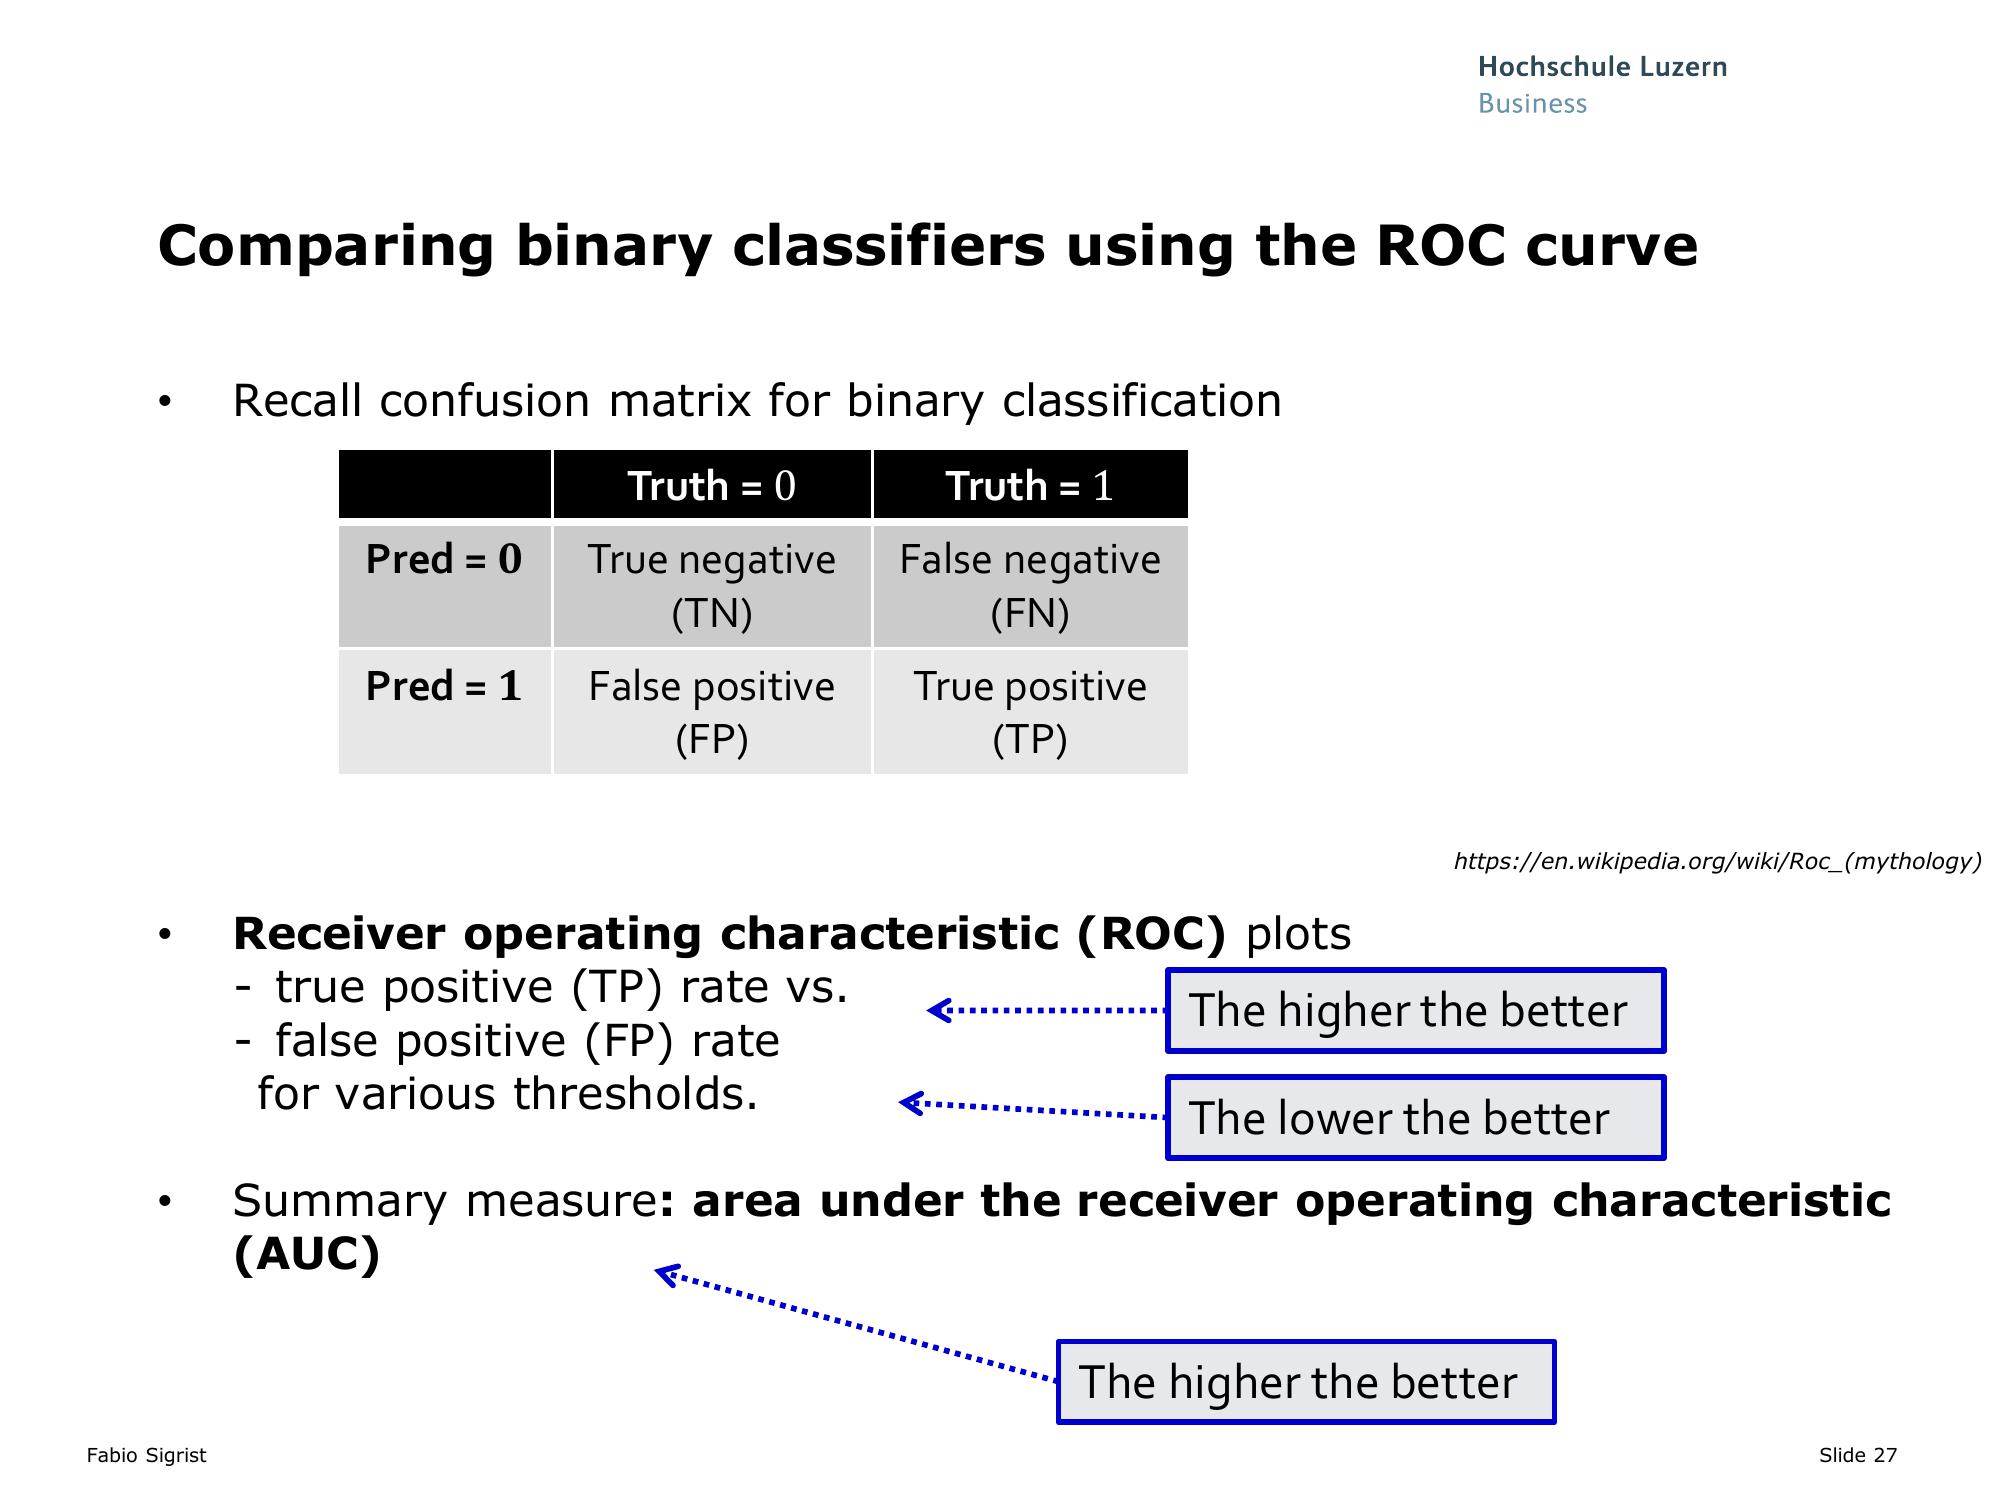 Hochschule Luzern
Business
Comparing binary classifiers using the ROC curve
• Recall confusion matrix for binary classification
Truth = 0 Truth = 1
Pred = 0 True negative (TN) False negative (FN)
Pred = 1 False positive (FP) True positive (TP)
https://en.wikipedia.org/wiki/Roc_(mythology)
• Receiver operating characteristic (ROC) plots
- true positive (TP) rate vs.
The higher the better
- false positive (FP) rate
for various thresholds.
The lower the better
• Summary measure: area under the receiver operating characteristic
(AUC)
The higher the better
Fabio Sigrist
Slide 27